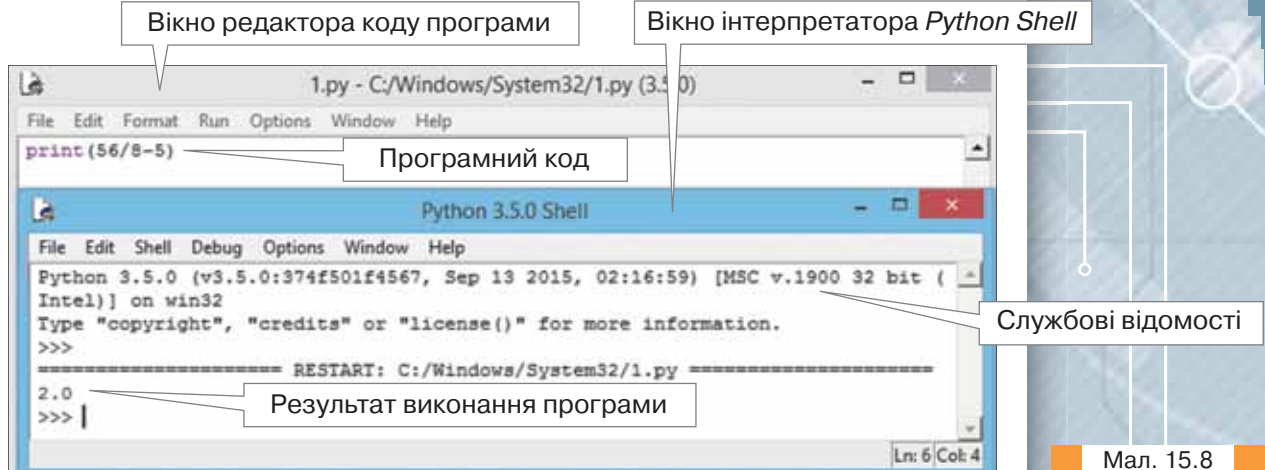 Вікно редактора коду програми
Вікно інтерпретатора Python Shell
1.py - C:/Windows/System32/1.py (3.5.0)
File Edit Format Run Options Window Help
print(56/8-5)
Програмний код
Python 3.5.0 Shell
File Edit Shell Debug Options Window Help
Python 3.5.0 (v3.5.0:374f501f4567, Sep 13 2015, 02:16:59) [MSC v.1900 32 bit (
Intel)] on win32
Type "copyright", "credits" or "license()" for more information.
Службові відомості
>>>
===================== RESTART: C:/Windows/System32/1.py =====================
2.0
Результат виконання програми
>>>
Ln: 6 Col: 4
Мал. 15.8